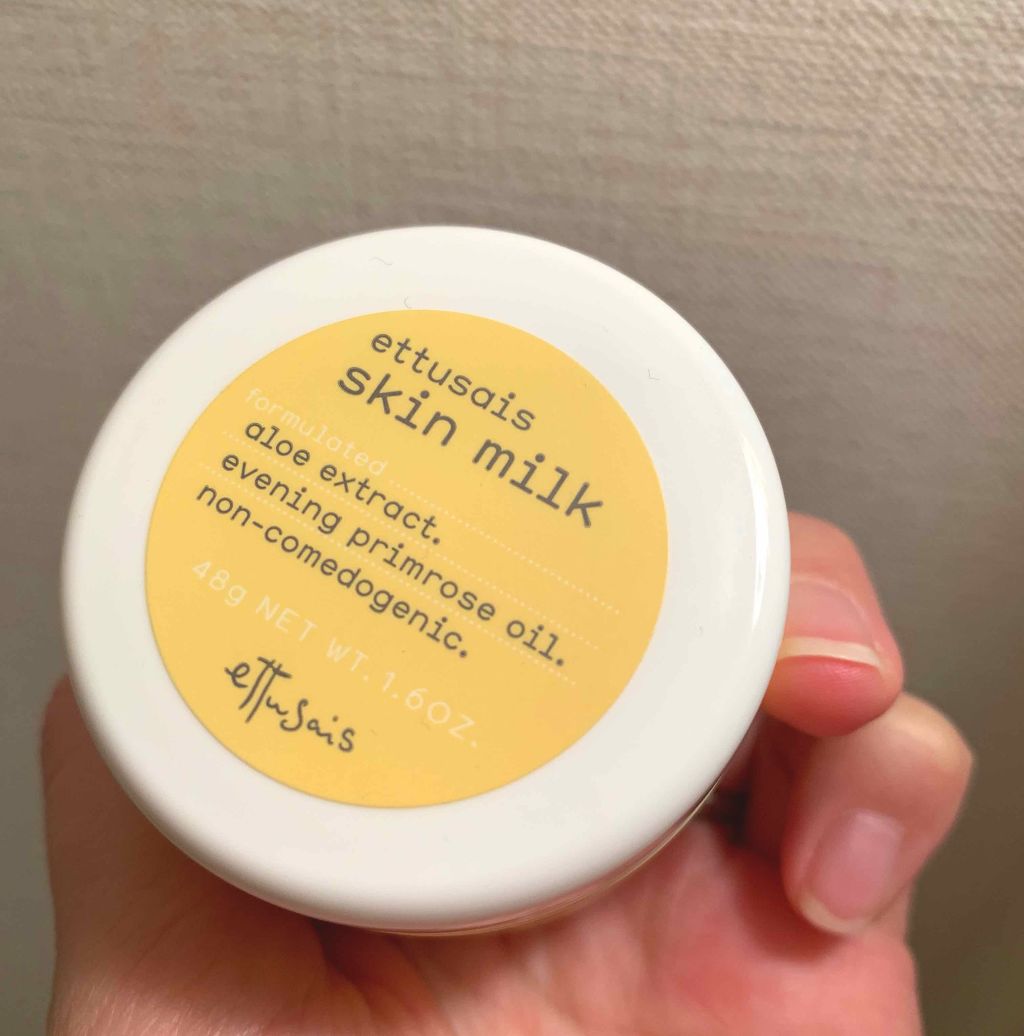 ettusais
skin milk
formulated
aloe extract.
evening primrose oil.
non-comedogenic.
48g NET WT.1.6OZ.
ettusais